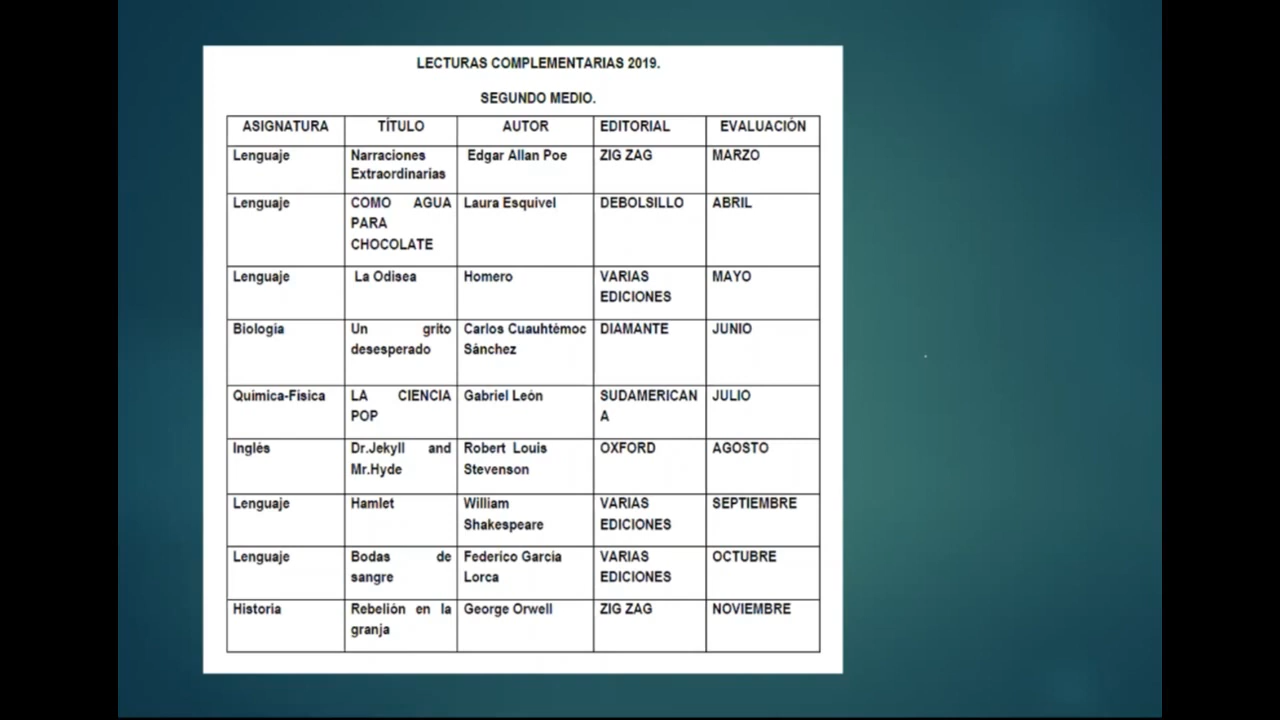 LECTURAS COMPLEMENTARIAS 2019.
SEGUNDO MEDIO.
ASIGNATURA TÍTULO AUTOR EDITORIAL EVALUACIÓN
Lenguaje Narraciones Edgar Allan Poe ZIG ZAG MARZO
Extraordinarias
Lenguaje COMO AGUA Laura Esquivel DEBOLSILLO ABRIL
PARA
CHOCOLATE
Lenguaje La Odisea Homero VARIAS MAYO
EDICIONES
Biología Un grito Carlos Cuauhtémoc DIAMANTE JUNIO
desesperado Sánchez
Química-Física LA CIENCIA Gabriel León SUDAMERICAN JULIO
POP A
Inglés Dr.Jekyll and Robert Louis OXFORD AGOSTO
Mr.Hyde Stevenson
Lenguaje Hamlet William VARIAS SEPTIEMBRE
Shakespeare EDICIONES
Lenguaje Bodas de Federico García VARIAS OCTUBRE
sangre Lorca EDICIONES
Historia Rebelión en la George Orwell ZIG ZAG NOVIEMBRE
granja